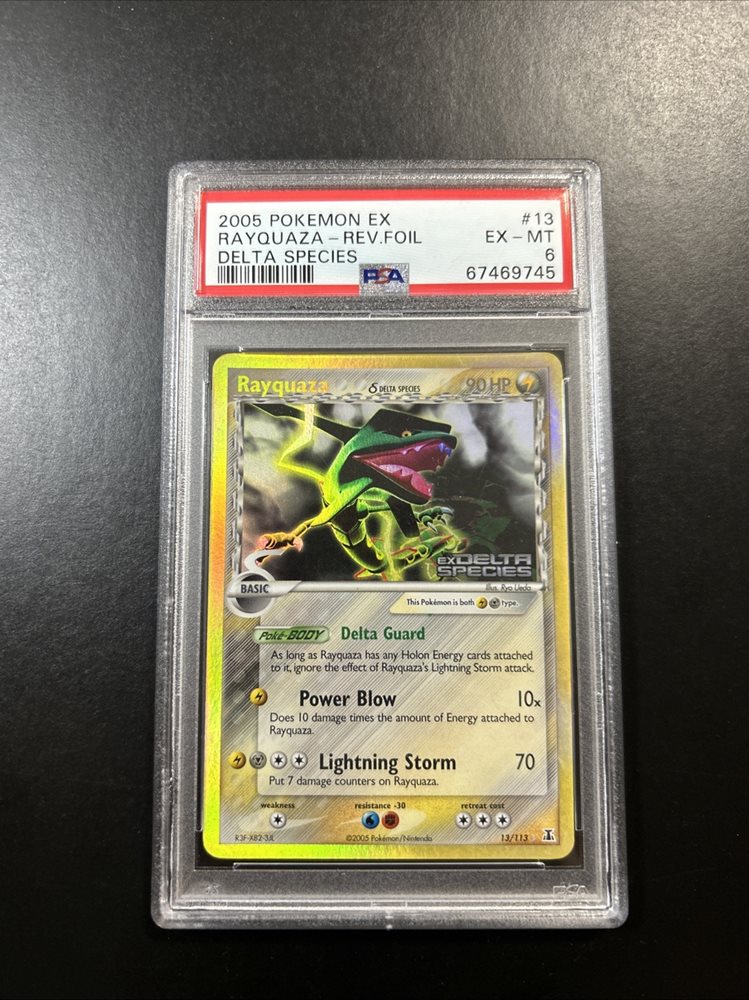 2005 POKEMON EX #13
RAYQUAZA-REV.FOIL EX-MT
DELTA SPECIES 6
PSA 67469745
Rayquaza δ DELTA SPECIES 90 HP
EX DELTA
SPECIES
Illus. Ryo Ueda
BASIC
This Pokémon is both type.
Poké-BODY Delta Guard
As long as Rayquaza has any Holon Energy cards attached
to it, ignore the effect of Rayquaza's Lightning Storm attack.
Power Blow 10x
Does 10 damage times the amount of Energy attached to
Rayquaza.
Lightning Storm 70
Put 7 damage counters on Rayquaza.
weakness resistance -30 retreat cost
R3F-XB2-3JL ©2005 Pokémon/Nintendo 13/113
PSA